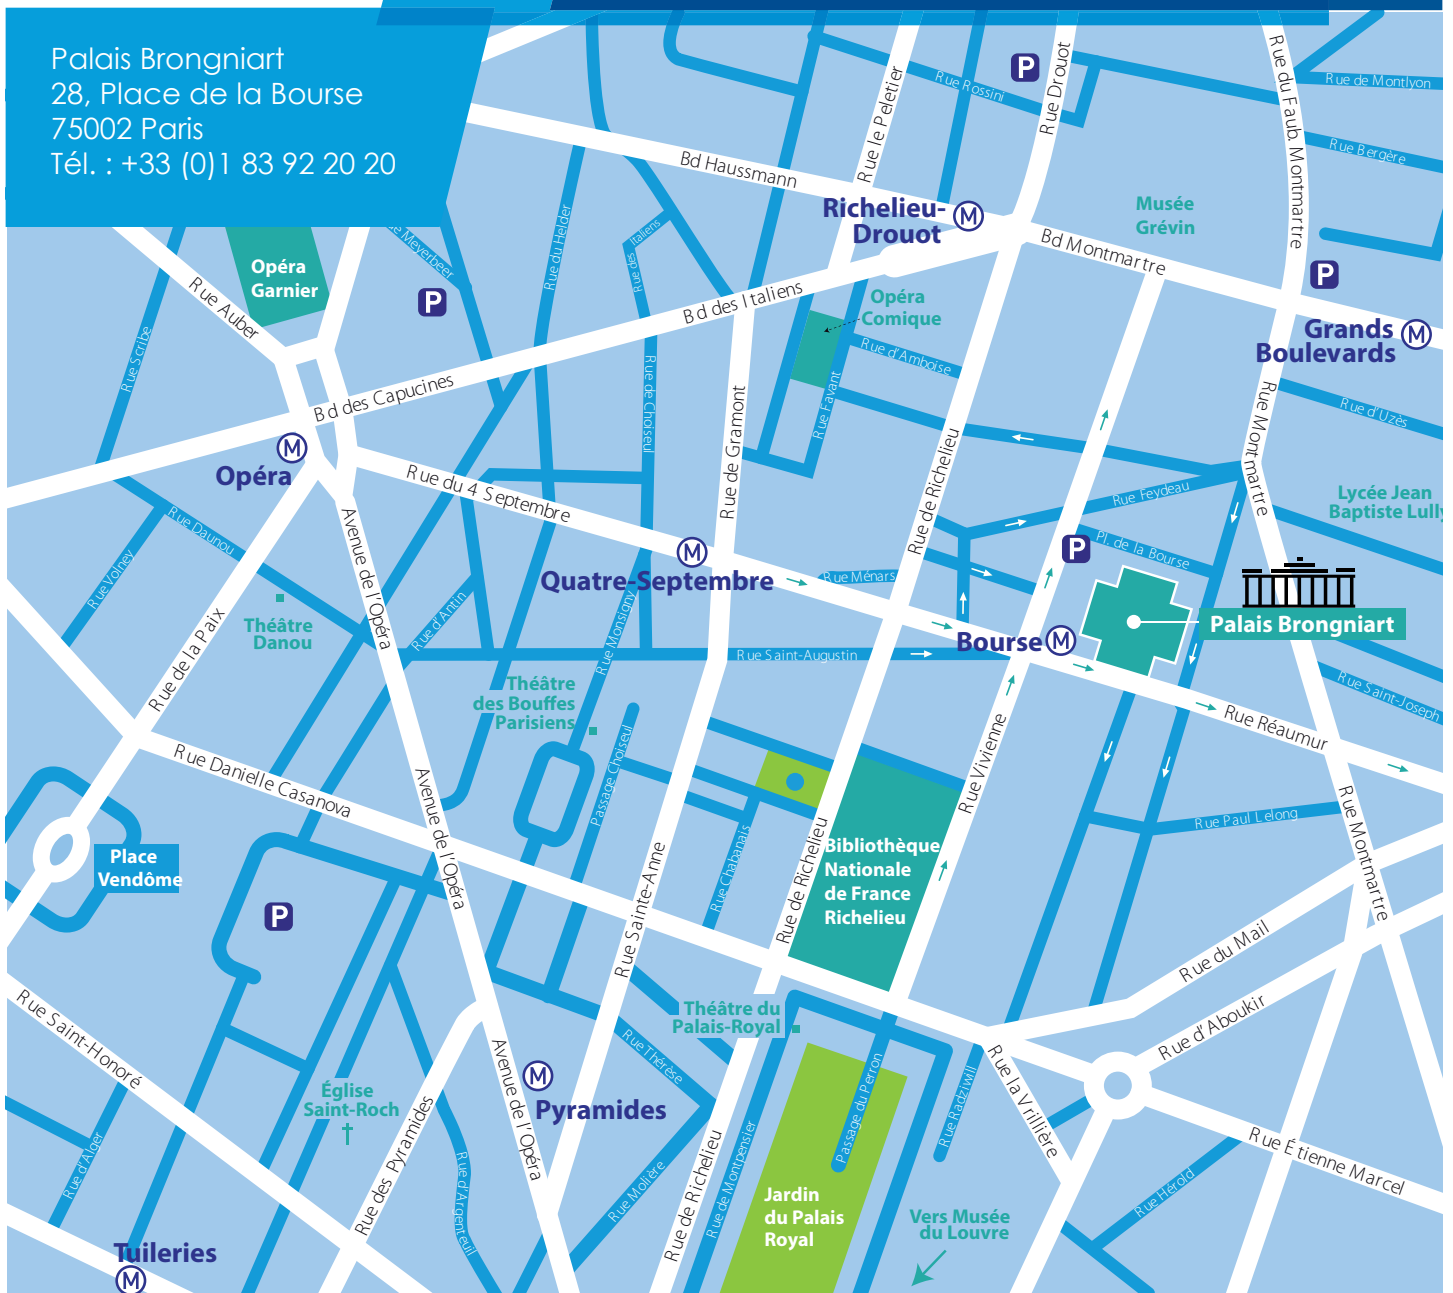 Palais Brongniart
28, Place de la Bourse
75002 Paris
Tél. : +33 (0)1 83 92 20 20
P
Rue Drouot
Rue du Faub. Montmartre
Rue de Montlyon
Rue Rossini
Rue le Peletier
Rue Bergère
Bd Haussmann
Richelieu-
Drouot
M
Musée
Grévin
Bd Montmartre
P
Grands
Boulevards
M
Opéra
Garnier
Rue Auber
Rue Scribe
Meyerbeer
P
Rue du Helder
Rue des
Italiens
Bd des Italiens
Opéra
Comique
Rue d'Amboise
Rue Favart
Bd des Capucines
Rue de Choiseul
Rue de Gramont
Rue de Richelieu
Rue Montmartre
Rue d'Uzès
M
Opéra
Rue du 4 Septembre
Rue Feydeau
Lycée Jean
Baptiste Lully
Rue Daunou
Rue Volney
Avenue de l'Opéra
M
Quatre-Septembre
Rue Ménars
P
Pl. de la Bourse
Palais Brongniart
Bourse
M
Théâtre
Danou
Rue d'Antin
Rue Monsigny
Rue Saint-Augustin
Rue de la Paix
Théâtre
des Bouffes
Parisiens
Rue Saint-Joseph
Rue Réaumur
Rue Vivienne
Passage Choiseul
Rue Danielle Casanova
Avenue de l'Opéra
Place
Vendôme
Rue Sainte-Anne
Rue Chabanais
Rue de Richelieu
Bibliothèque
Nationale
de France
Richelieu
Rue Paul Lelong
Rue Montmartre
P
Rue du Mail
Rue d'Aboukir
Rue Saint-Honoré
Théâtre du
Palais-Royal
Rue Thérèse
Avenue de l'Opéra
M
Pyramides
Église
Saint-Roch
Rue d'Alger
Rue des Pyramides
Rue d'Argenteuil
Rue Molière
Rue de Richelieu
Rue de Montpensier
Passage du Perron
Rue Radziwill
Rue la Vrillière
Rue Étienne Marcel
Rue Hérold
Jardin
du Palais
Royal
Vers Musée
du Louvre
Tuileries
M